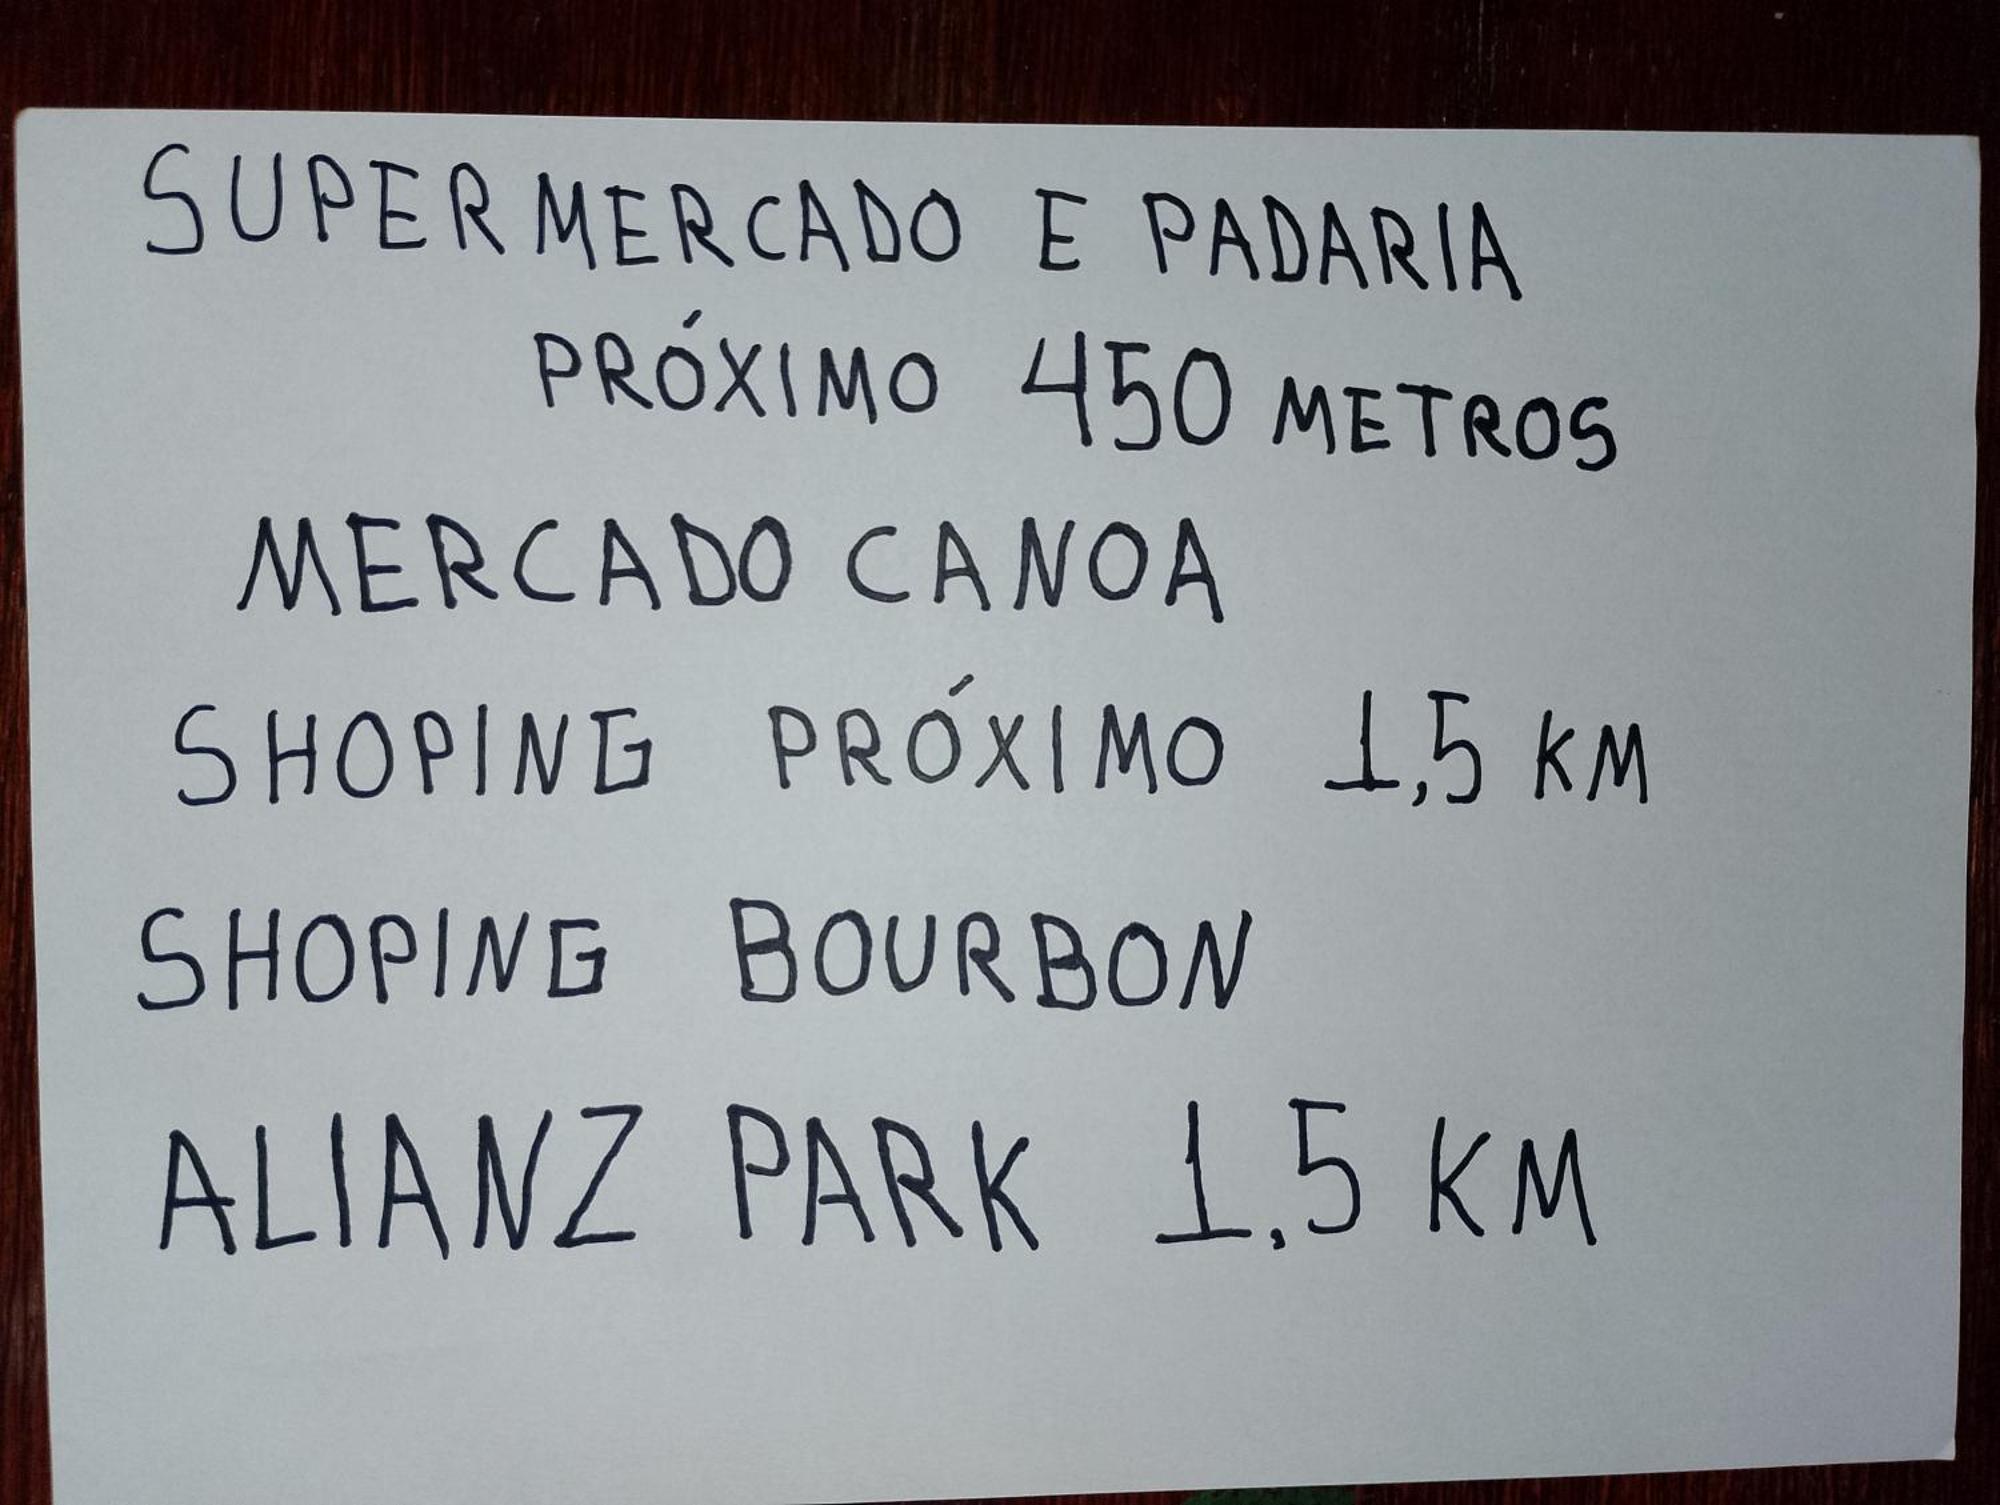 SUPERMERCADO E PADARIA
PRÓXIMO 450 METROS
MERCADO CANOA
SHOPING PRÓXIMO 1,5 KM
SHOPING BOURBON
ALIANZ PARK 1,5 KM